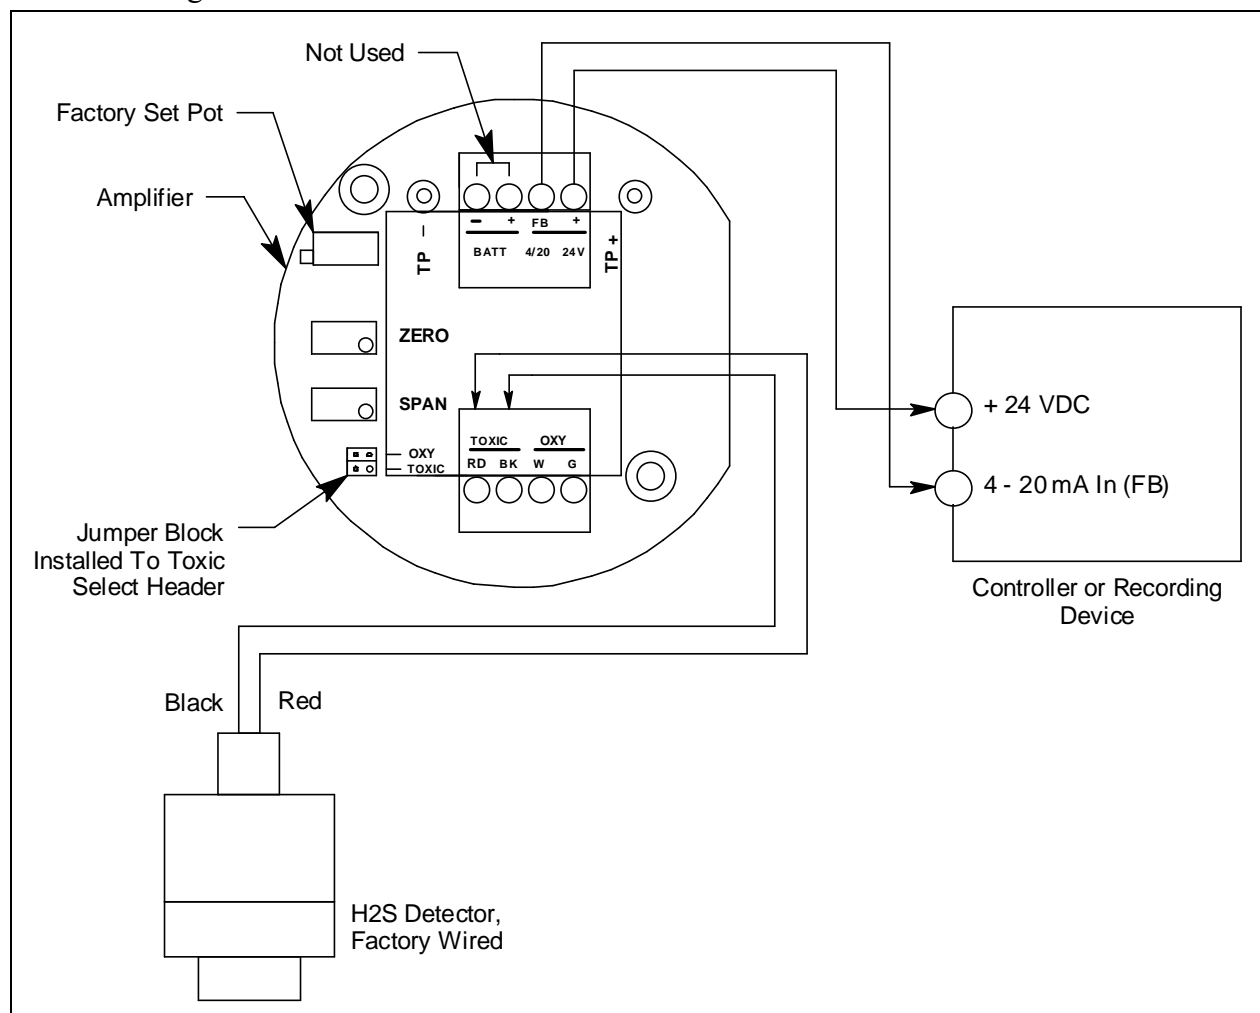 Not Used
Factory Set Pot
Amplifier
- + FB +
BATT 4/20 24V
TP -
TP +
ZERO
SPAN
OXY
TOXIC
TOXIC OXY
RD BK W G
+ 24 VDC
4 - 20 mA In (FB)
Jumper Block
Installed To Toxic
Select Header
Controller or Recording
Device
Black
Red
H2S Detector,
Factory Wired